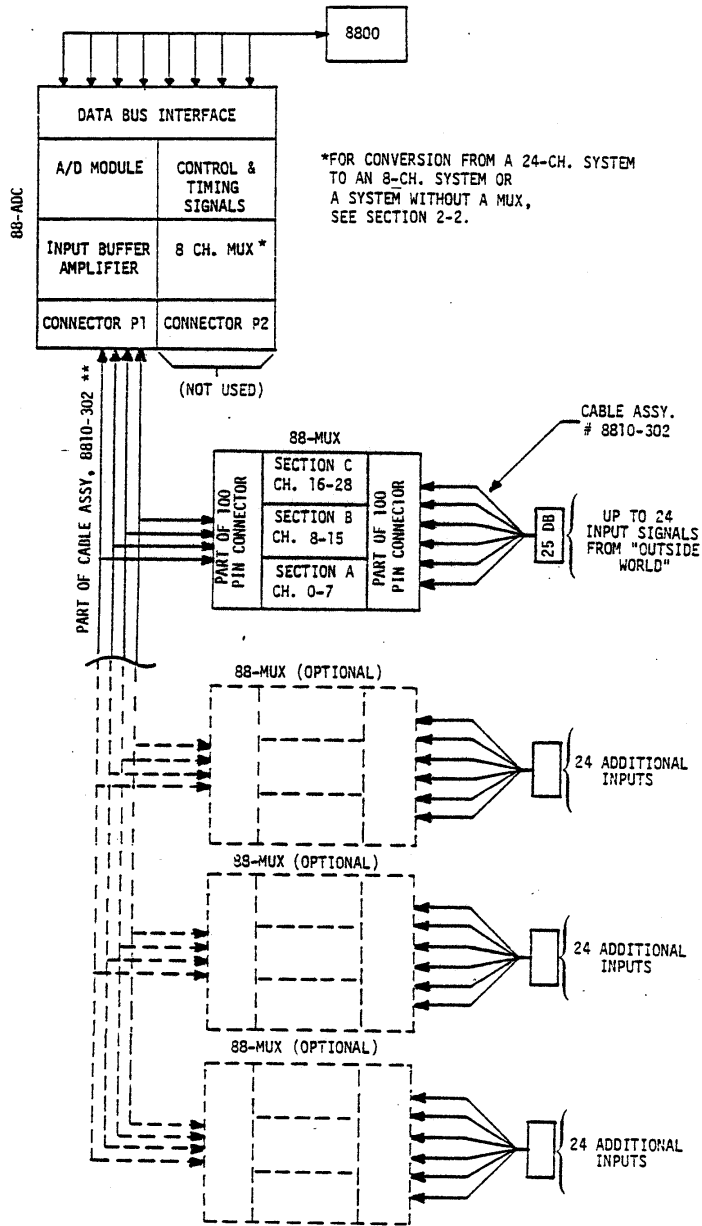 8800
DATA BUS INTERFACE
A/D MODULE
CONTROL &
TIMING
SIGNALS
88-ADC
INPUT BUFFER
AMPLIFIER
8 CH. MUX*
CONNECTOR P1
CONNECTOR P2
(NOT USED)
*FOR CONVERSION FROM A 24-CH. SYSTEM
TO AN 8-CH. SYSTEM OR
A SYSTEM WITHOUT A MUX,
SEE SECTION 2-2.
PART OF CABLE ASSY, 8810-302 **
CABLE ASSY.
# 8810-302
88-MUX
PART OF 100
PIN CONNECTOR
SECTION C
CH. 16-28
SECTION B
CH. 8-15
SECTION A
CH. 0-7
PART OF 100
PIN CONNECTOR
25 DB
UP TO 24
INPUT SIGNALS
FROM "OUTSIDE
WORLD"
88-MUX (OPTIONAL)
24 ADDITIONAL
INPUTS
88-MUX (OPTIONAL)
24 ADDITIONAL
INPUTS
88-MUX (OPTIONAL)
24 ADDITIONAL
INPUTS